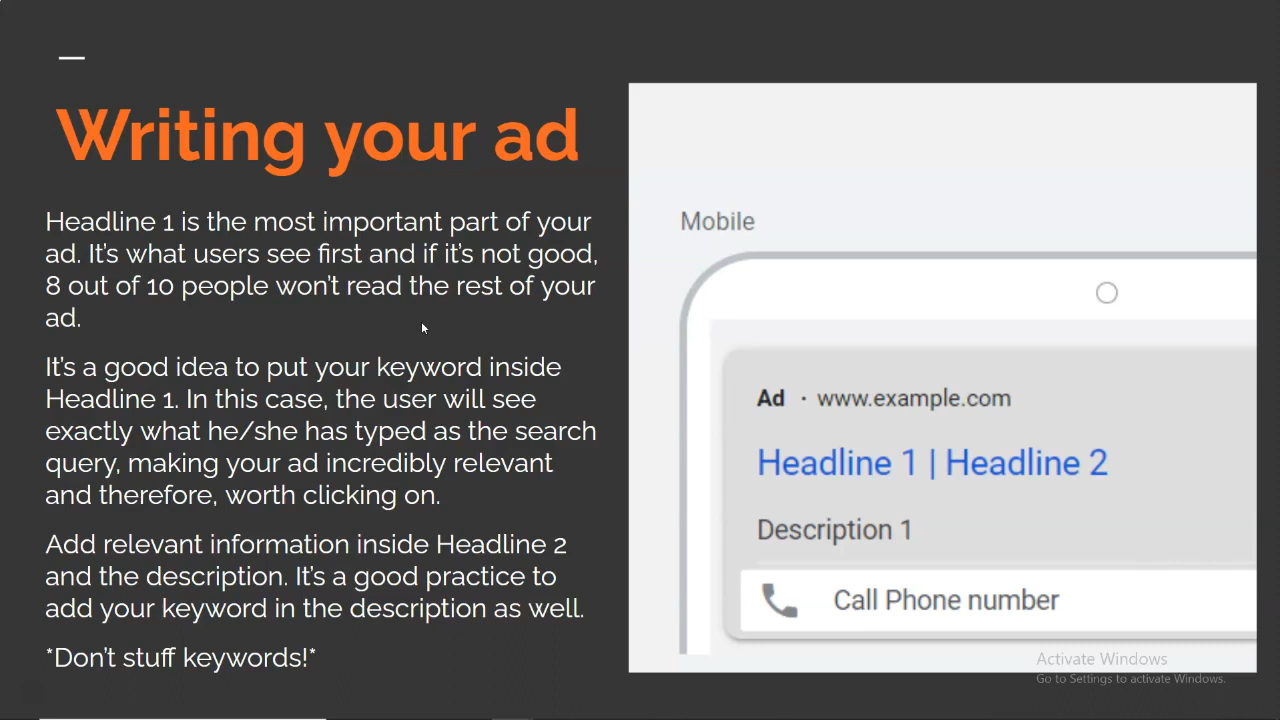 Writing your ad
Headline 1 is the most important part of your
ad. It's what users see first and if it's not good,
8 out of 10 people won't read the rest of your
ad.
It's a good idea to put your keyword inside
Headline 1. In this case, the user will see
exactly what he/she has typed as the search
query, making your ad incredibly relevant
and therefore, worth clicking on.
Add relevant information inside Headline 2
and the description. It's a good practice to
add your keyword in the description as well.
*Don't stuff keywords!*
Mobile
Ad · www.example.com
Headline 1 | Headline 2
Description 1
Call Phone number
Activate Windows
Go to Settings to activate Windows.